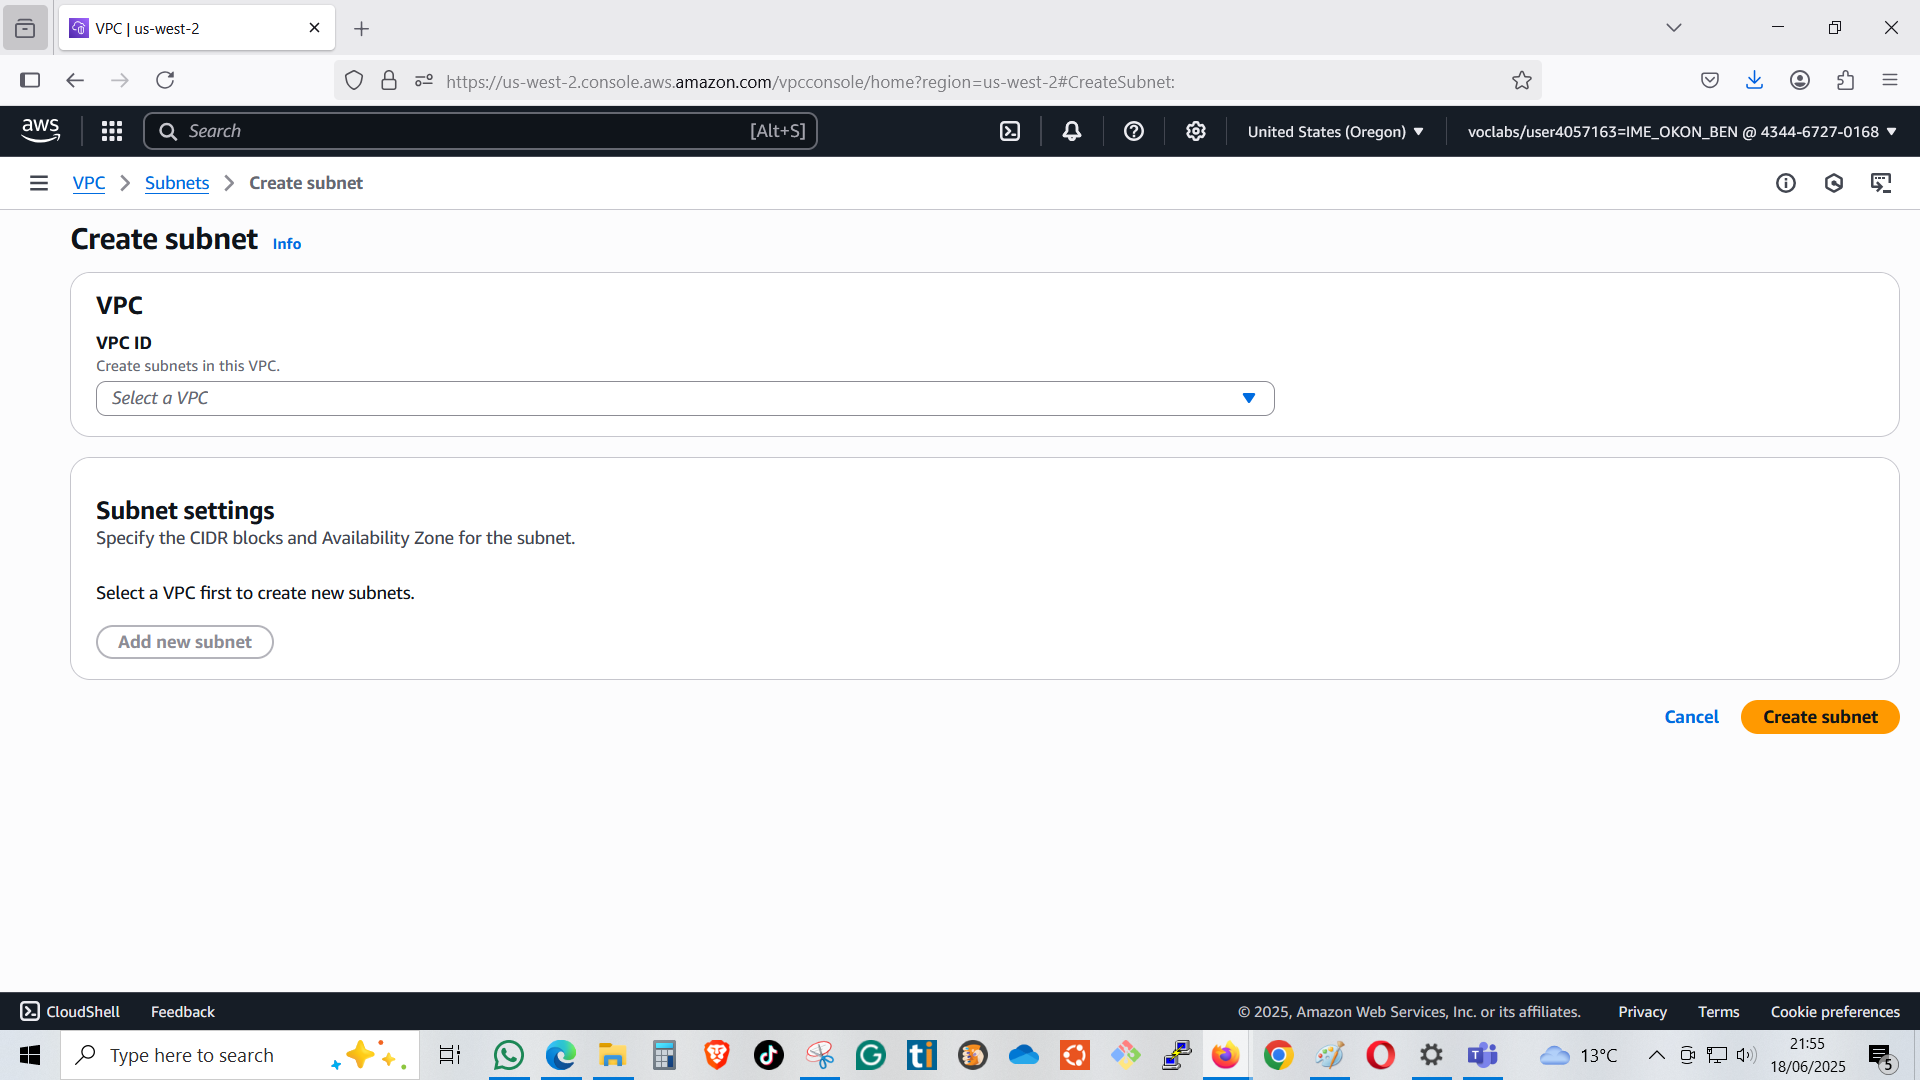 VPC | us-west-2
https://us-west-2.console.aws.amazon.com/vpcconsole/home?region=us-west-2#CreateSubnet:
aws
Search
[Alt+S]
United States (Oregon)
voclabs/user4057163=IME_OKON_BEN @ 4344-6727-0168
VPC
Subnets
Create subnet
Create subnet
Info
VPC
VPC ID
Create subnets in this VPC.
Select a VPC
Subnet settings
Specify the CIDR blocks and Availability Zone for the subnet.
Select a VPC first to create new subnets.
Add new subnet
Cancel
Create subnet
CloudShell
Feedback
© 2025, Amazon Web Services, Inc. or its affiliates.
Privacy
Terms
Cookie preferences
Type here to search
ti
13°C
21:55
18/06/2025
5